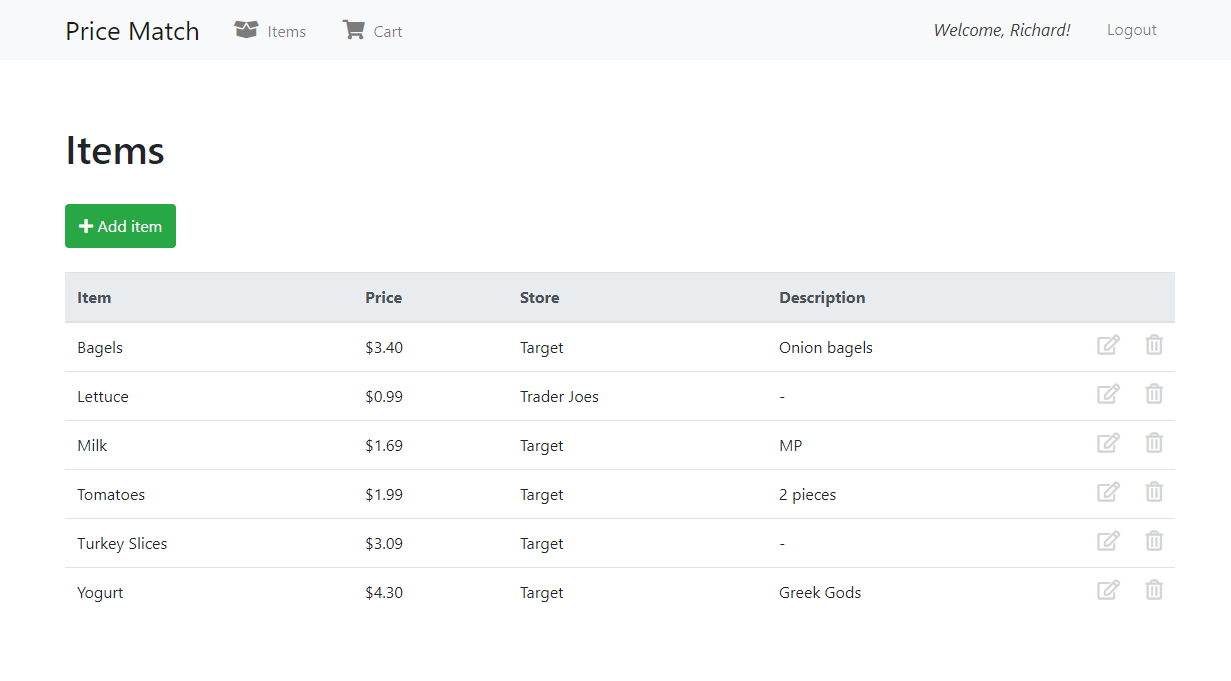 Price Match Items Cart Welcome, Richard! Logout
Items
Add item
Item Price Store Description
Bagels $3.40 Target Onion bagels
Lettuce $0.99 Trader Joes -
Milk $1.69 Target MP
Tomatoes $1.99 Target 2 pieces
Turkey Slices $3.09 Target -
Yogurt $4.30 Target Greek Gods